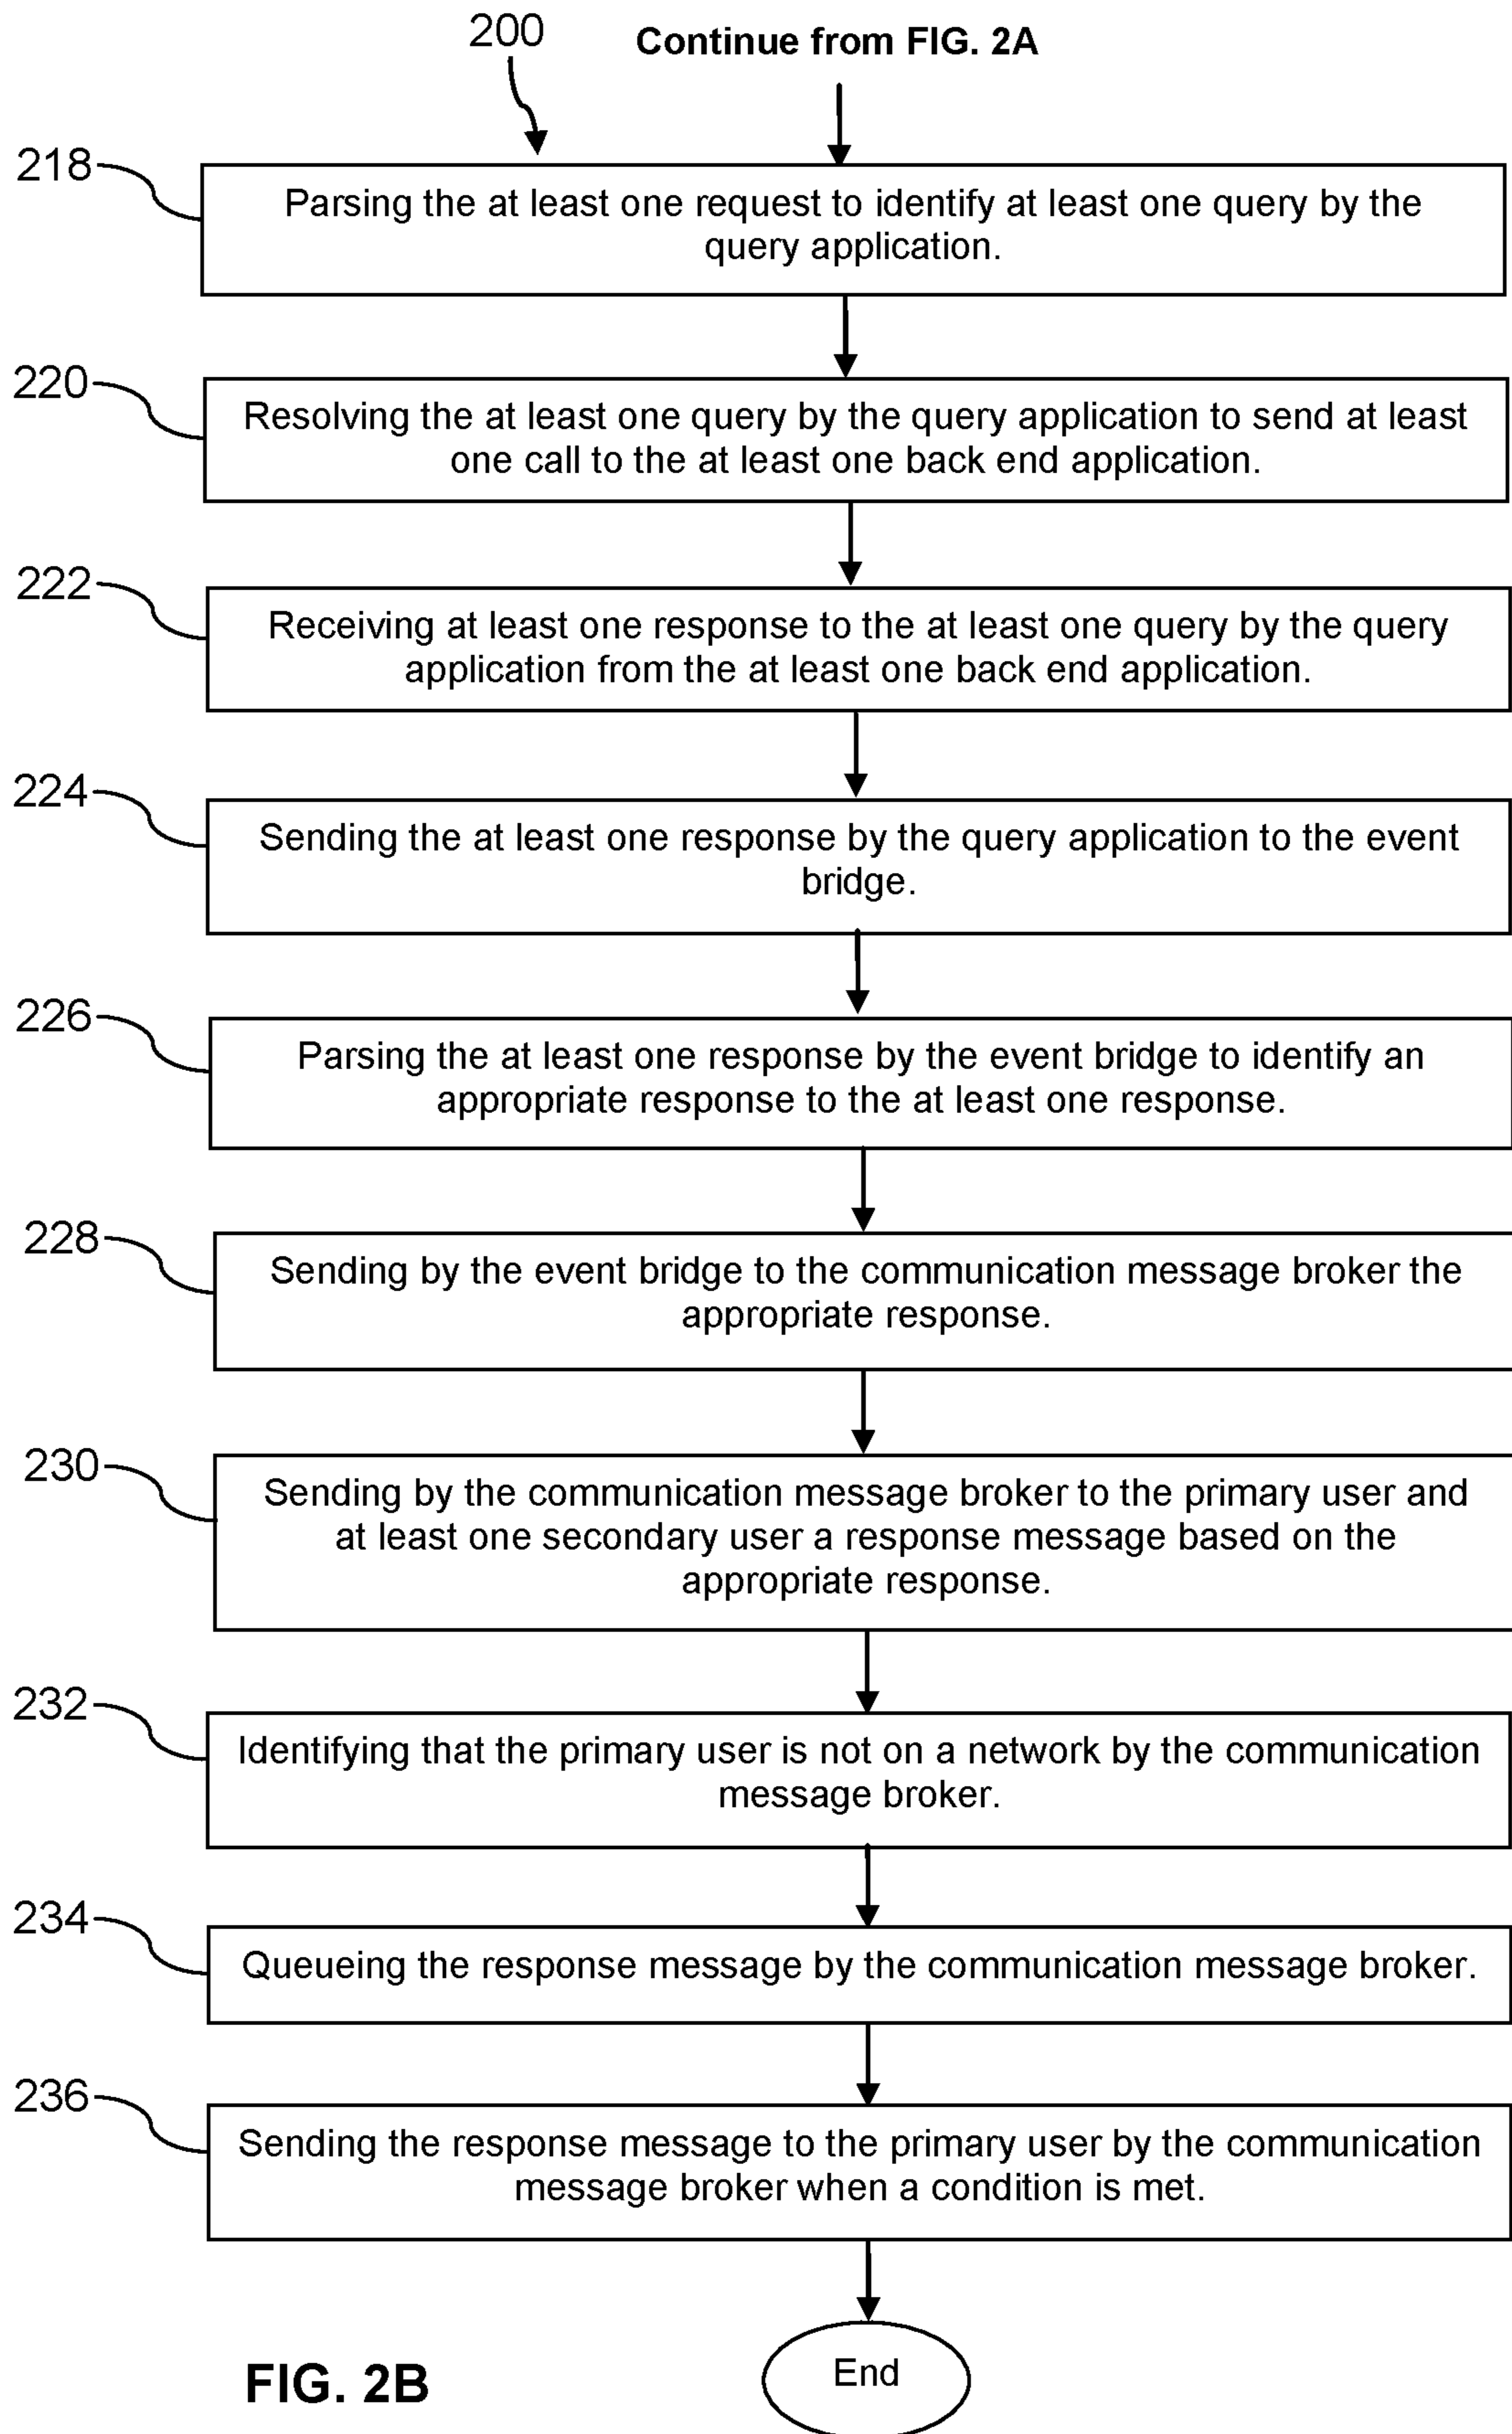 200
Continue from FIG. 2A
218
Parsing the at least one request to identify at least one query by the
query application.
220
Resolving the at least one query by the query application to send at least
one call to the at least one back end application.
222
Receiving at least one response to the at least one query by the query
application from the at least one back end application.
224
Sending the at least one response by the query application to the event
bridge.
226
Parsing the at least one response by the event bridge to identify an
appropriate response to the at least one response.
228
Sending by the event bridge to the communication message broker the
appropriate response.
230
Sending by the communication message broker to the primary user and
at least one secondary user a response message based on the
appropriate response.
232
Identifying that the primary user is not on a network by the communication
message broker.
234
Queueing the response message by the communication message broker.
236
Sending the response message to the primary user by the communication
message broker when a condition is met.
End
FIG. 2B